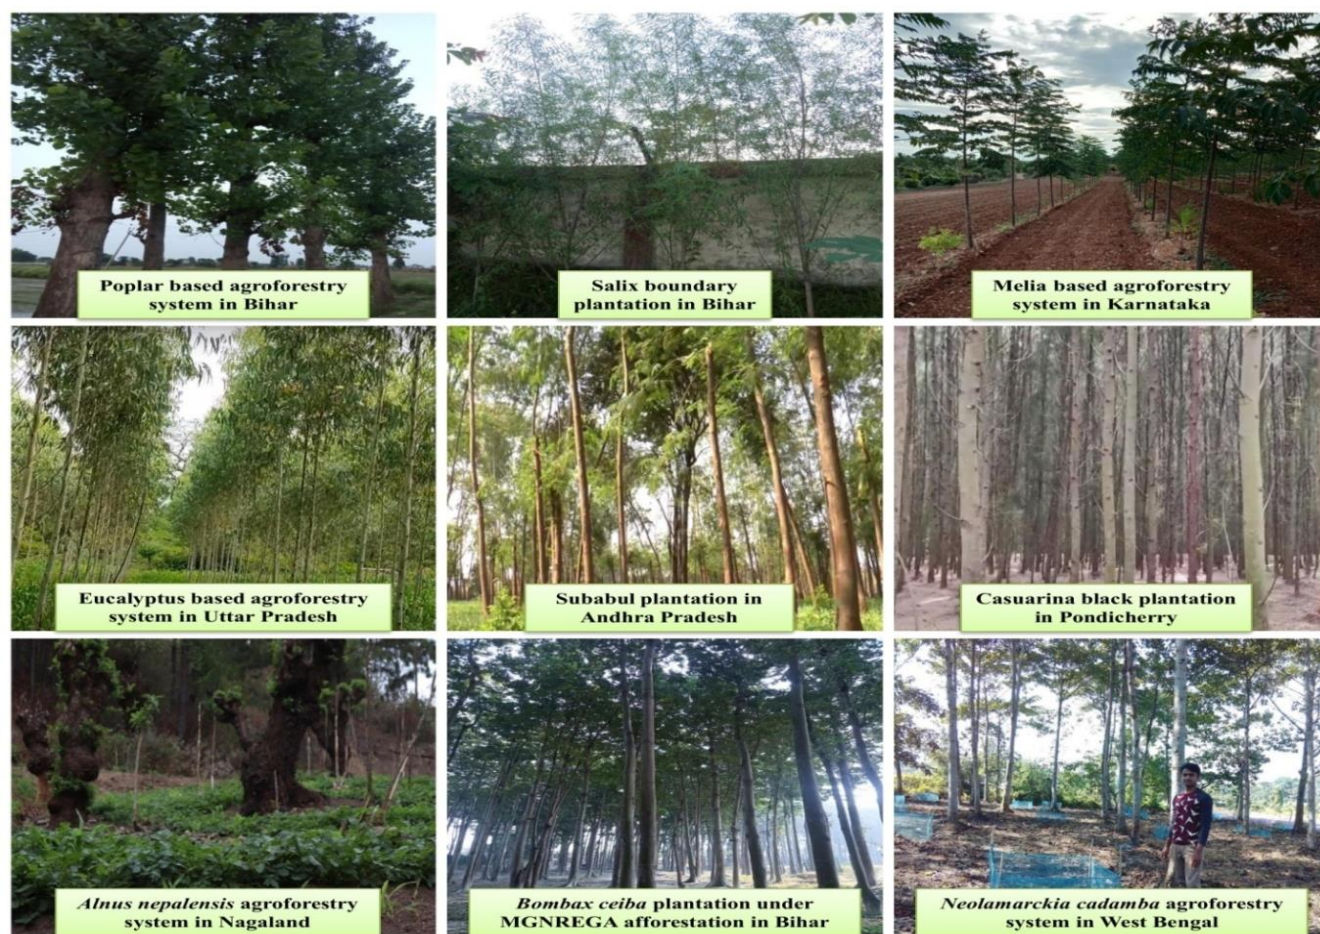 Poplar based agroforestry
system in Bihar
Salix boundary
plantation in Bihar
Melia based agroforestry
system in Karnataka
Eucalyptus based agroforestry
system in Uttar Pradesh
Subabul plantation in
Andhra Pradesh
Casuarina black plantation
in Pondicherry
Alnus nepalensis agroforestry
system in Nagaland
Bombax ceiba plantation under
MGNREGA afforestation in Bihar
Neolamarckia cadamba agroforestry
system in West Bengal